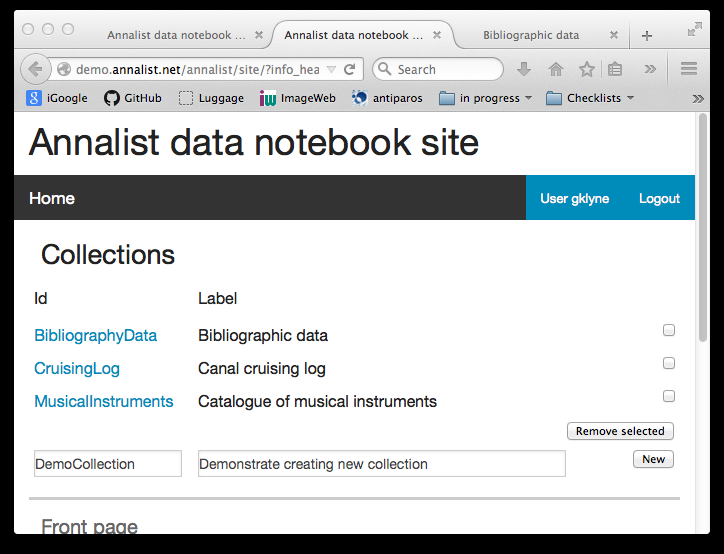 Annalist data notebook ...
Annalist data notebook ...
Bibliographic data
demo.annalist.net/annalist/site/?info_hea
Search
iGoogle
GitHub
Luggage
ImageWeb
antiparos
in progress
Checklists
Annalist data notebook site
Home
User gklyne
Logout
Collections
Id Label
BibliographyData Bibliographic data
CruisingLog Canal cruising log
MusicalInstruments Catalogue of musical instruments
Remove selected
DemoCollection Demonstrate creating new collection New
Front page